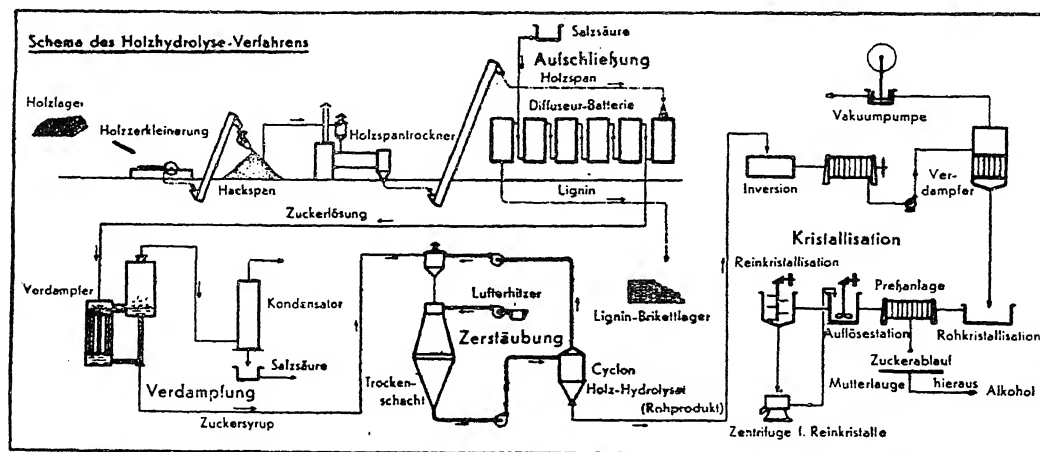 Schema des Holzhydrolyse-Verfahrens
Salzsäure
Aufschließung
Holzspan
Diffuseur-Batterie
Holzlager
Holzzerkleinerung
Holzspantrockner
Hackspan
Lignin
Zuckerlösung
Vakuumpumpe
Inversion
Ver-
dampfer
Kristallisation
Reinkristallisation
Preßanlage
Auflösestation
Rohkristallisation
Zuckerablauf
Mutterlauge
hieraus
Alkohol
Zentrifuge f. Reinkristalle
Verdampfer
Kondensator
Salzsäure
Verdampfung
Zuckersyrup
Lufterhitzer
Zerstäubung
Trocken-
schacht
Cyclon
Holz-Hydrolysat
(Rohprodukt)
Lignin-Brikettlager